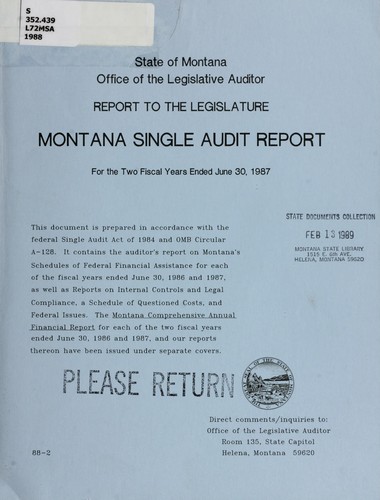 S
352.439
L72MSA
1988
State of Montana
Office of the Legislative Auditor
REPORT TO THE LEGISLATURE
MONTANA SINGLE AUDIT REPORT
For the Two Fiscal Years Ended June 30, 1987
STATE DOCUMENTS COLLECTION
FEB 13 1989
MONTANA STATE LIBRARY
1515 E. 6th AVE.
HELENA, MONTANA 59620
This document is prepared in accordance with the
federal Single Audit Act of 1984 and OMB Circular
A-128. It contains the auditor's report on Montana's
Schedules of Federal Financial Assistance for each
of the fiscal years ended June 30, 1986 and 1987,
as well as Reports on Internal Controls and Legal
Compliance, a Schedule of Questioned Costs, and
Federal Issues. The Montana Comprehensive Annual
Financial Report for each of the two fiscal years
ended June 30, 1986 and 1987, and our reports
thereon have been issued under separate covers.
PLEASE RETURN
Direct comments/inquiries to:
Office of the Legislative Auditor
Room 135, State Capitol
Helena, Montana 59620
88-2